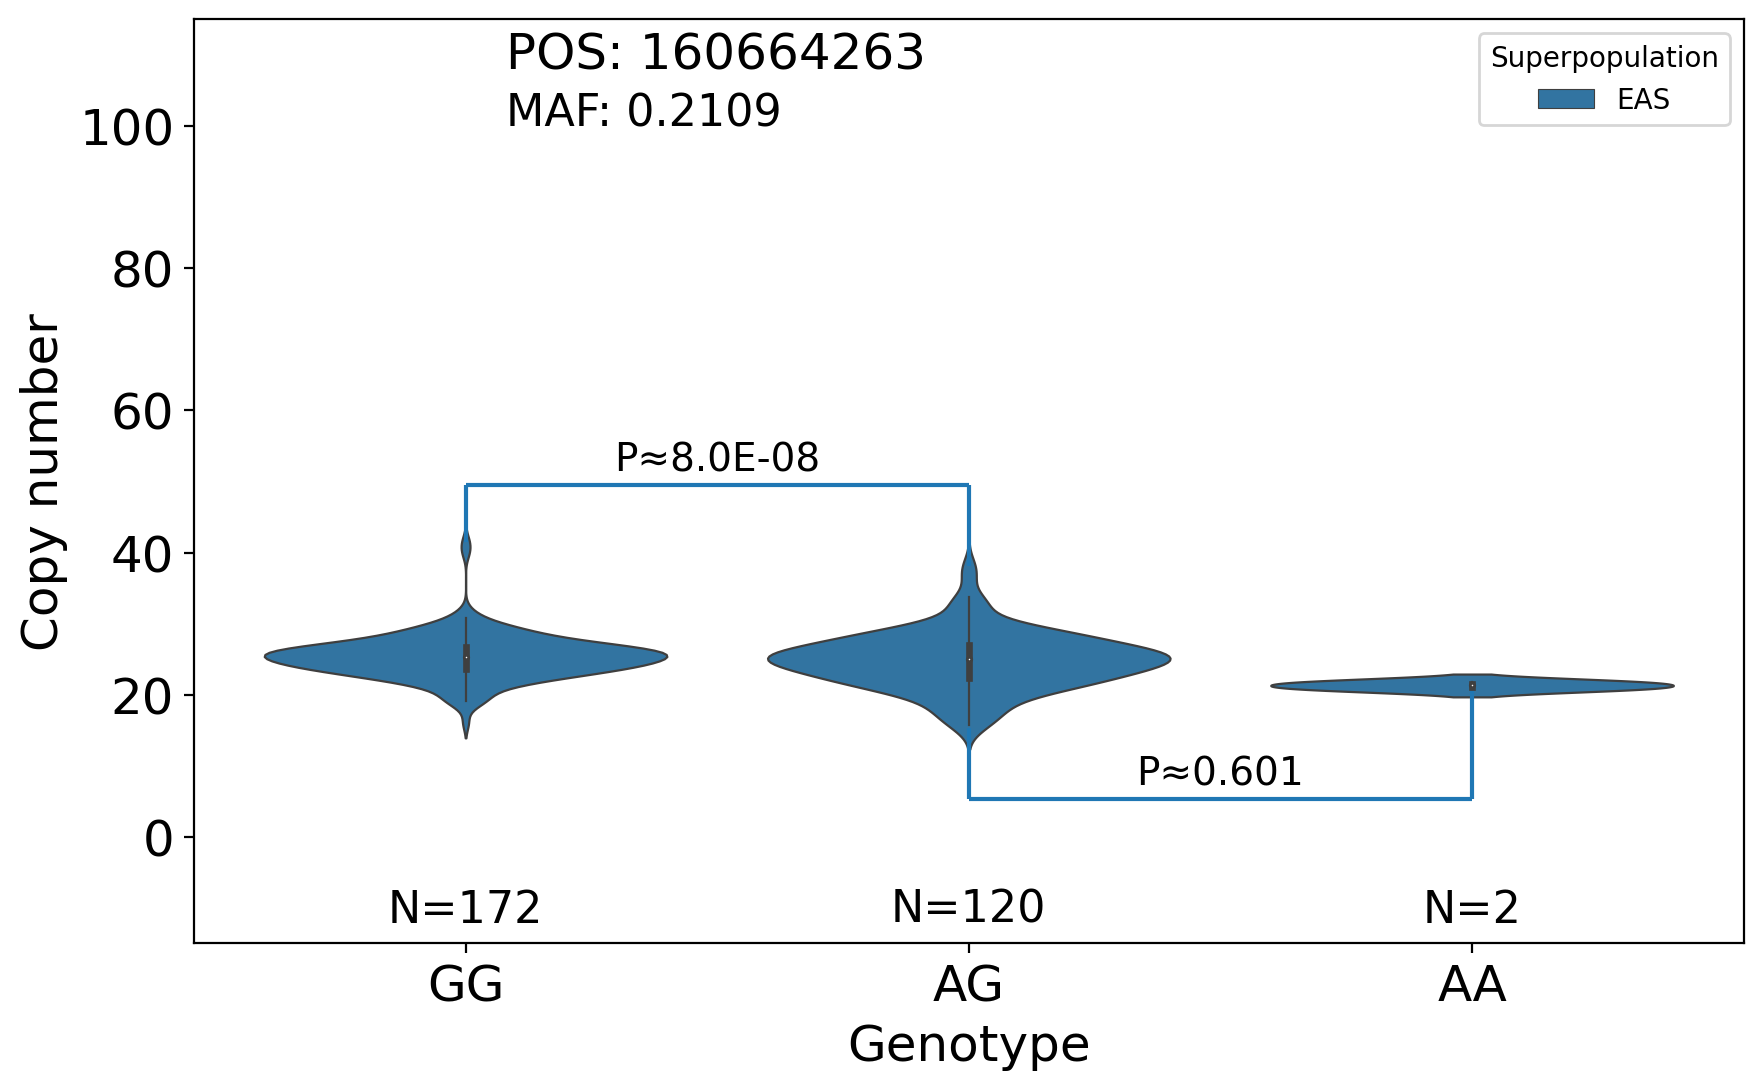 POS: 160664263
MAF: 0.2109
Superpopulation
EAS
Copy number
100
80
60
40
20
0
P≈8.0E-08
P≈0.601
N=172
N=120
N=2
GG
AG
AA
Genotype